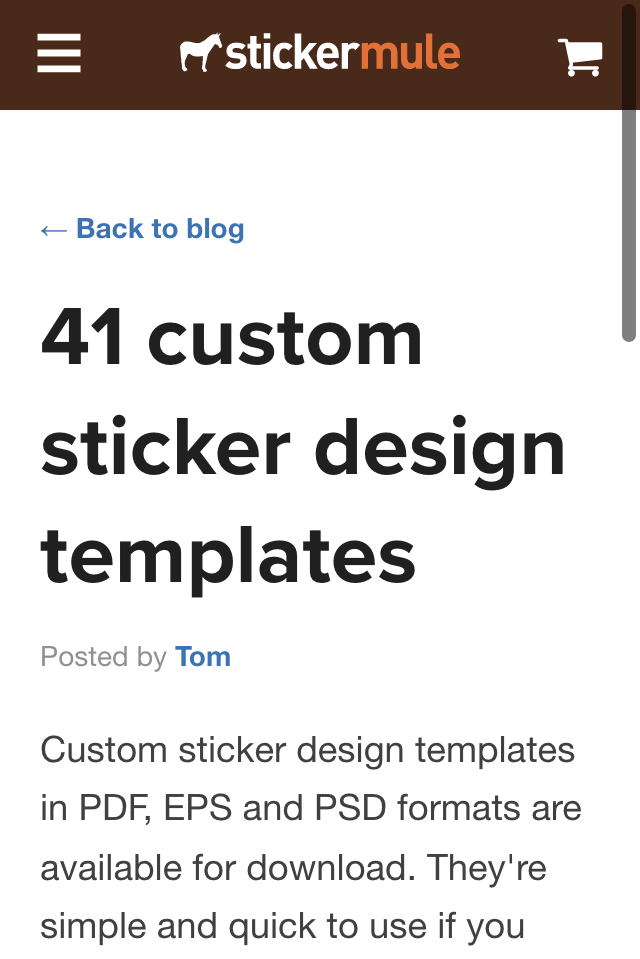 stickermule
← Back to blog
41 custom
sticker design
templates
Posted by Tom
Custom sticker design templates
in PDF, EPS and PSD formats are
available for download. They're
simple and quick to use if you